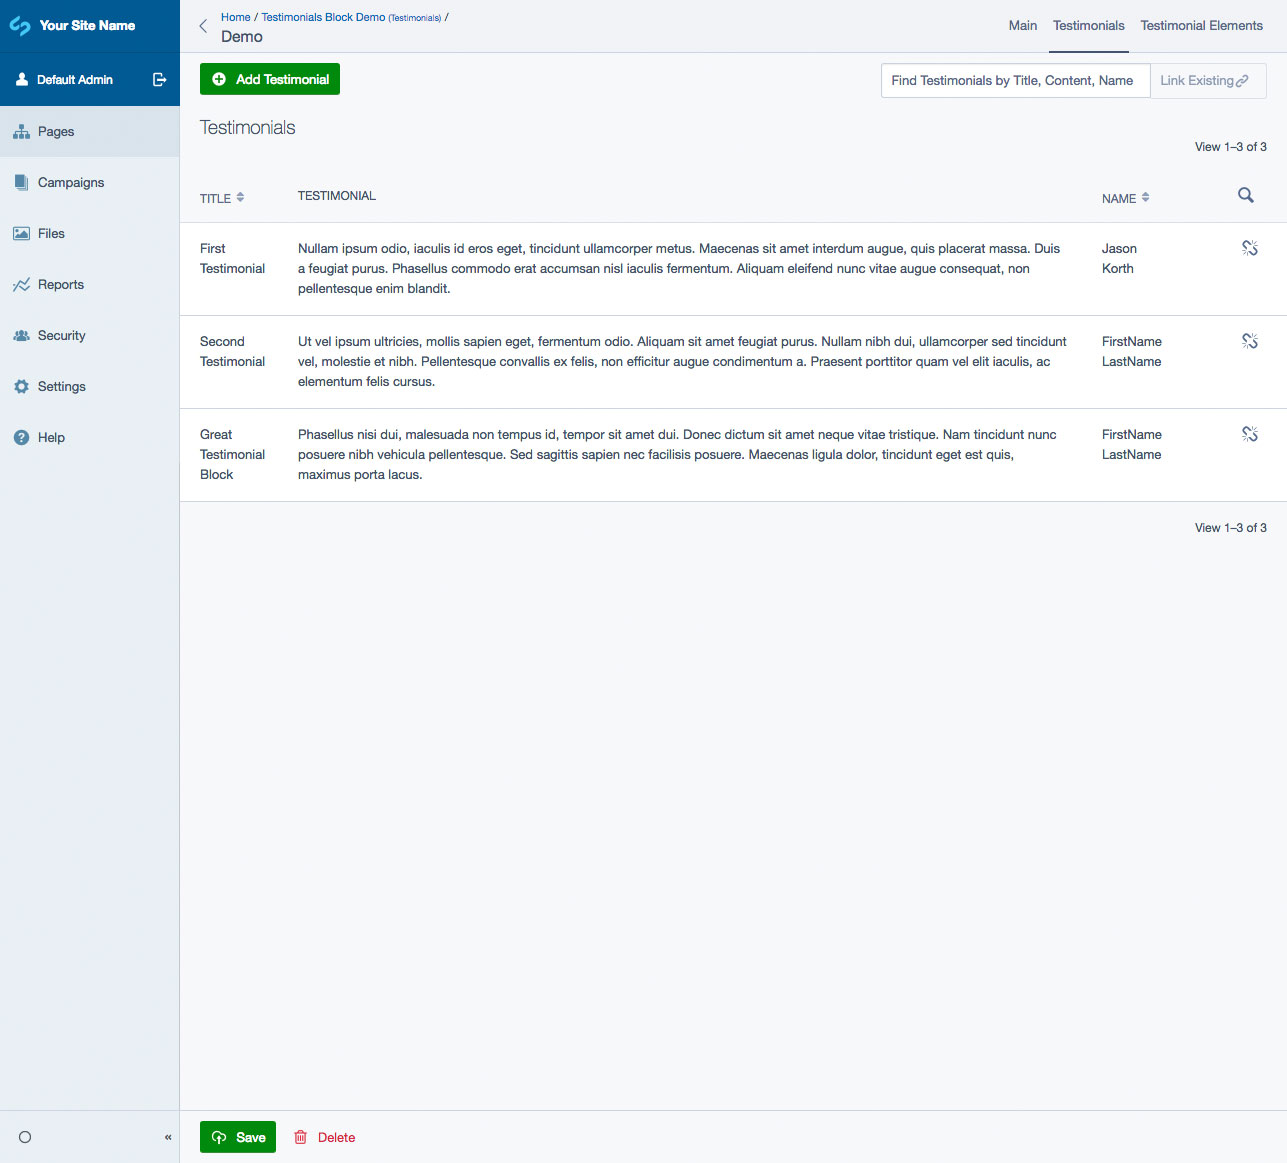 Your Site Name
Default Admin
Pages
Campaigns
Files
Reports
Security
Settings
Help
«
Home / Testimonials Block Demo (Testimonials) /
Demo
Main Testimonials Testimonial Elements
Add Testimonial
Find Testimonials by Title, Content, Name Link Existing
Testimonials
View 1–3 of 3
TITLE TESTIMONIAL NAME
First
Testimonial
Nullam ipsum odio, iaculis id eros eget, tincidunt ullamcorper metus. Maecenas sit amet interdum augue, quis placerat massa. Duis
a feugiat purus. Phasellus commodo erat accumsan nisl iaculis fermentum. Aliquam eleifend nunc vitae augue consequat, non
pellentesque enim blandit.
Jason
Korth
Second
Testimonial
Ut vel ipsum ultricies, mollis sapien eget, fermentum odio. Aliquam sit amet feugiat purus. Nullam nibh dui, ullamcorper sed tincidunt
vel, molestie et nibh. Pellentesque convallis ex felis, non efficitur augue condimentum a. Praesent porttitor quam vel elit iaculis, ac
elementum felis cursus.
FirstName
LastName
Great
Testimonial
Block
Phasellus nisi dui, malesuada non tempus id, tempor sit amet dui. Donec dictum sit amet neque vitae tristique. Nam tincidunt nunc
posuere nibh vehicula pellentesque. Sed sagittis sapien nec facilisis posuere. Maecenas ligula dolor, tincidunt eget est quis,
maximus porta lacus.
FirstName
LastName
View 1–3 of 3
Save Delete